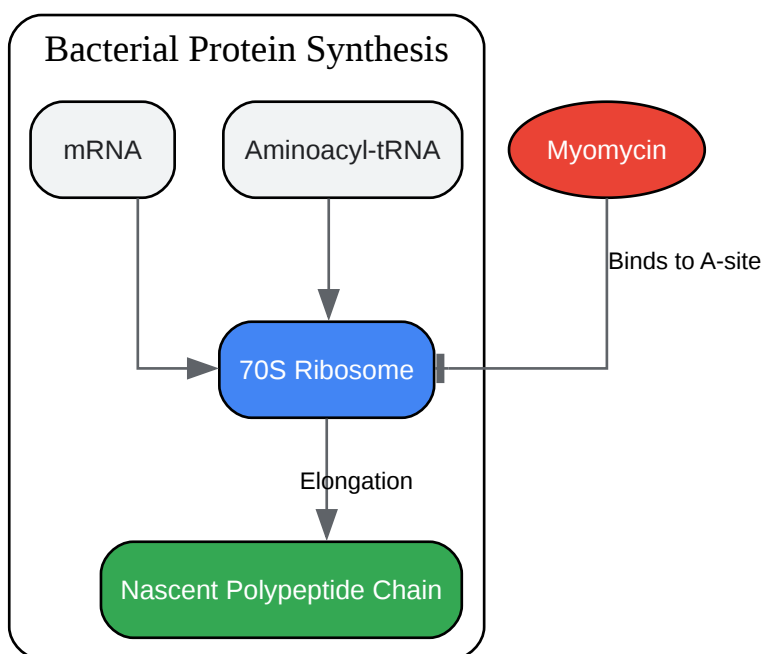 Bacterial Protein Synthesis
mRNA
Aminoacyl-tRNA
Myomycin
Binds to A-site
70S Ribosome
Elongation
Nascent Polypeptide Chain